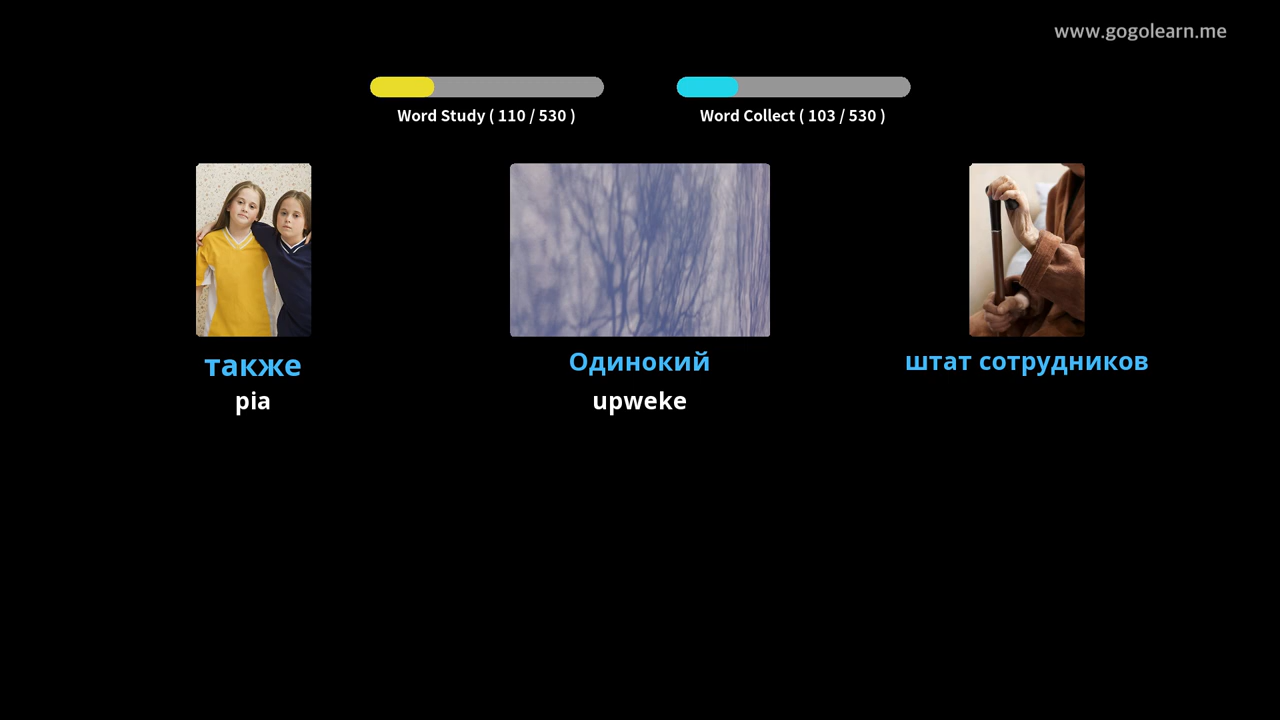 www.gogolearn.me
Word Study ( 110 / 530 )
Word Collect ( 103 / 530 )
также
Одинокий
штат сотрудников
pia
upweke